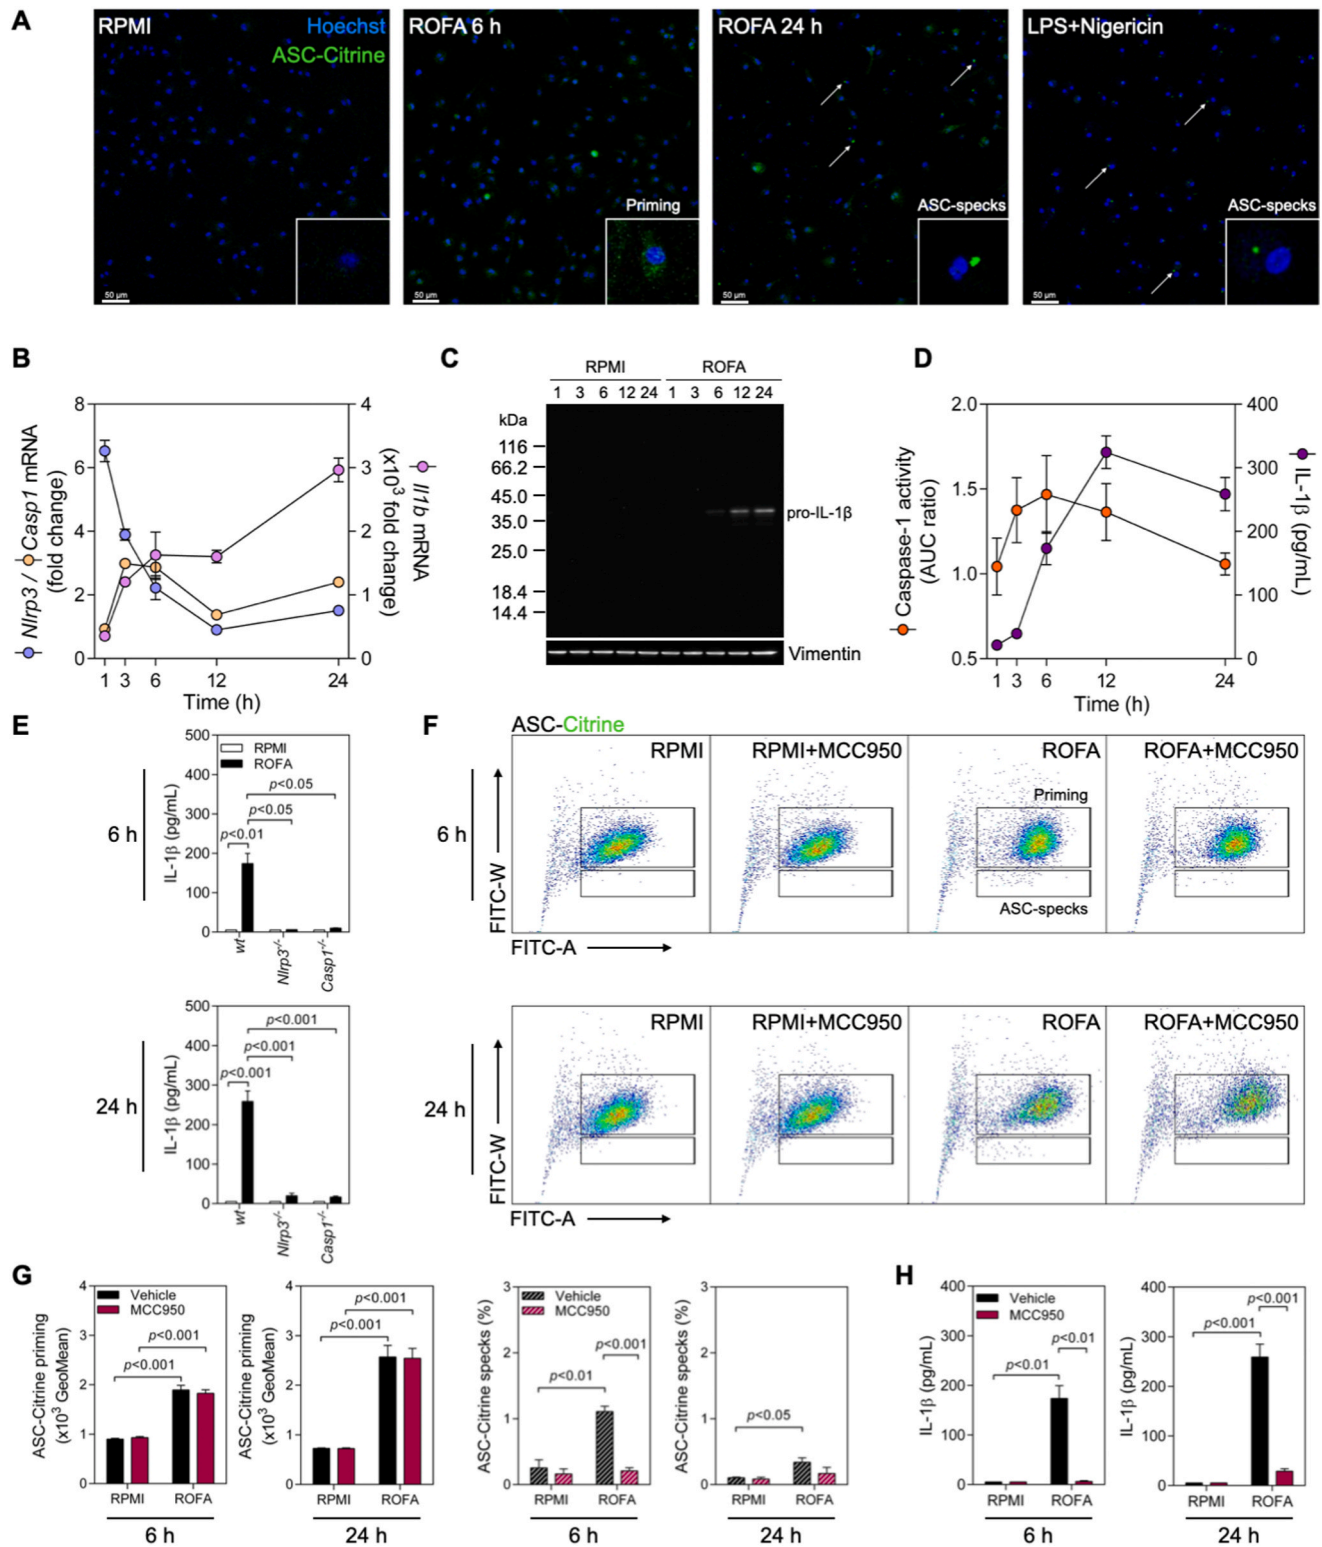 A
RPMI
Hoechst
ASC-Citrine
50 µm
ROFA 6 h
Priming
50 µm
ROFA 24 h
ASC-specks
50 µm
LPS+Nigericin
ASC-specks
50 µm
B
Nlrp3 / Casp1 mRNA
(fold change)
8
6
4
2
0
4
3
2
1
0
Il1b mRNA
(x10³ fold change)
1 3 6 12 24
Time (h)
C
RPMI ROFA
1 3 6 12 24 1 3 6 12 24
kDa
116
66.2
45.0
35.0
25.0
18.4
14.4
pro-IL-1β
Vimentin
D
Caspase-1 activity
(AUC ratio)
2.0
1.5
1.0
0.5
400
300
200
100
0
IL-1β (pg/mL)
1 3 6 12 24
Time (h)
E
6 h
IL-1β (pg/mL)
500
400
300
200
100
0
RPMI
ROFA
p<0.05
p<0.05
p<0.01
wt Nlrp3-/- Casp1-/-
24 h
IL-1β (pg/mL)
500
400
300
200
100
0
p<0.001
p<0.001
p<0.001
wt Nlrp3-/- Casp1-/-
F
ASC-Citrine
6 h
FITC-W
RPMI RPMI+MCC950 ROFA ROFA+MCC950
Priming
ASC-specks
FITC-A
24 h
FITC-W
RPMI RPMI+MCC950 ROFA ROFA+MCC950
FITC-A
G
ASC-Citrine priming
(x10³ GeoMean)
4
3
2
1
0
Vehicle
MCC950
p<0.001
p<0.001
RPMI ROFA
6 h
ASC-Citrine priming
(x10³ GeoMean)
4
3
2
1
0
p<0.001
p<0.001
RPMI ROFA
24 h
ASC-Citrine specks (%)
3
2
1
0
Vehicle
MCC950
p<0.001
p<0.01
RPMI ROFA
6 h
ASC-Citrine specks (%)
3
2
1
0
p<0.05
RPMI ROFA
24 h
H
IL-1β (pg/mL)
400
300
200
100
0
Vehicle
MCC950
p<0.01
p<0.01
RPMI ROFA
6 h
IL-1β (pg/mL)
400
300
200
100
0
p<0.001
p<0.001
RPMI ROFA
24 h